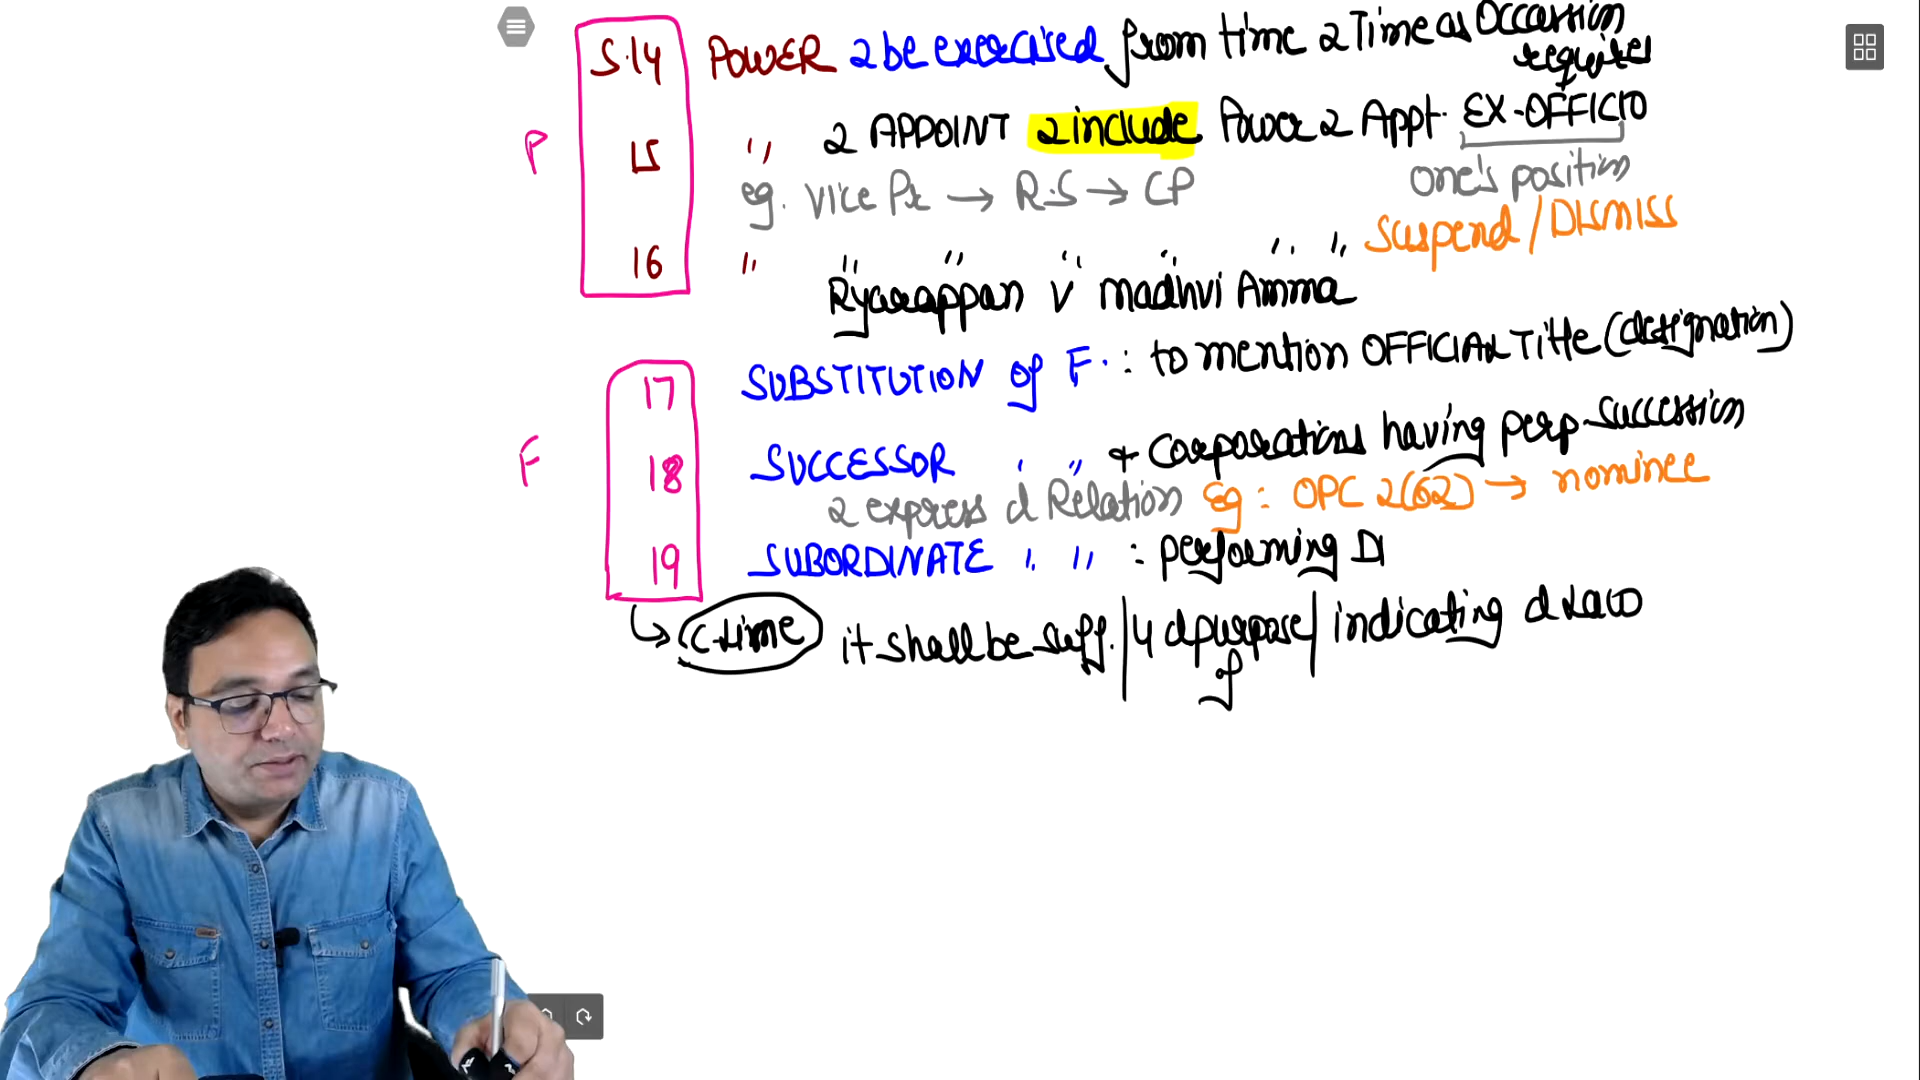 S.14 POWER 2 be exercised from time 2 Time as Occassion requires
P 15 " 2 APPOINT 2 include Power 2 Appt. EX-OFFICIO
eg. Vice Pr → R.S → CP one's position
16 " " " " " " " Suspend / DISMISS
Ryarappan V madhvi Amma
17 SUBSTITUTION of F. : to mention OFFICIAL Title (designation)
F 18 SUCCESSOR " " & Corporations having perp. succession
2 express d Relation eg : OPC 2(62) → nominee
19 SUBORDINATE " " : performing D
↳ C time it shall be suff. | 4 d purpose of | indicating d Law